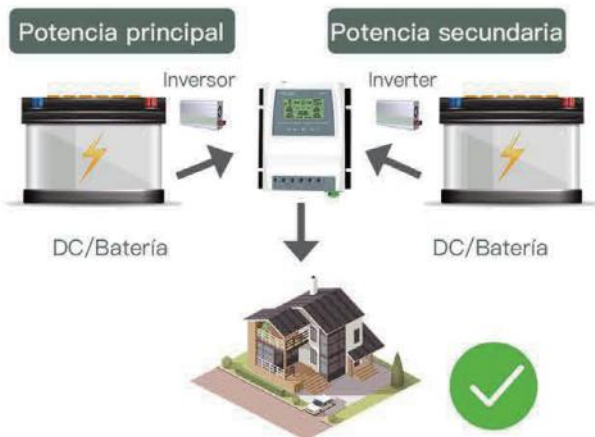 Potencia principal
Potencia secundaria
Inversor
Inverter
DC/Batería
DC/Batería